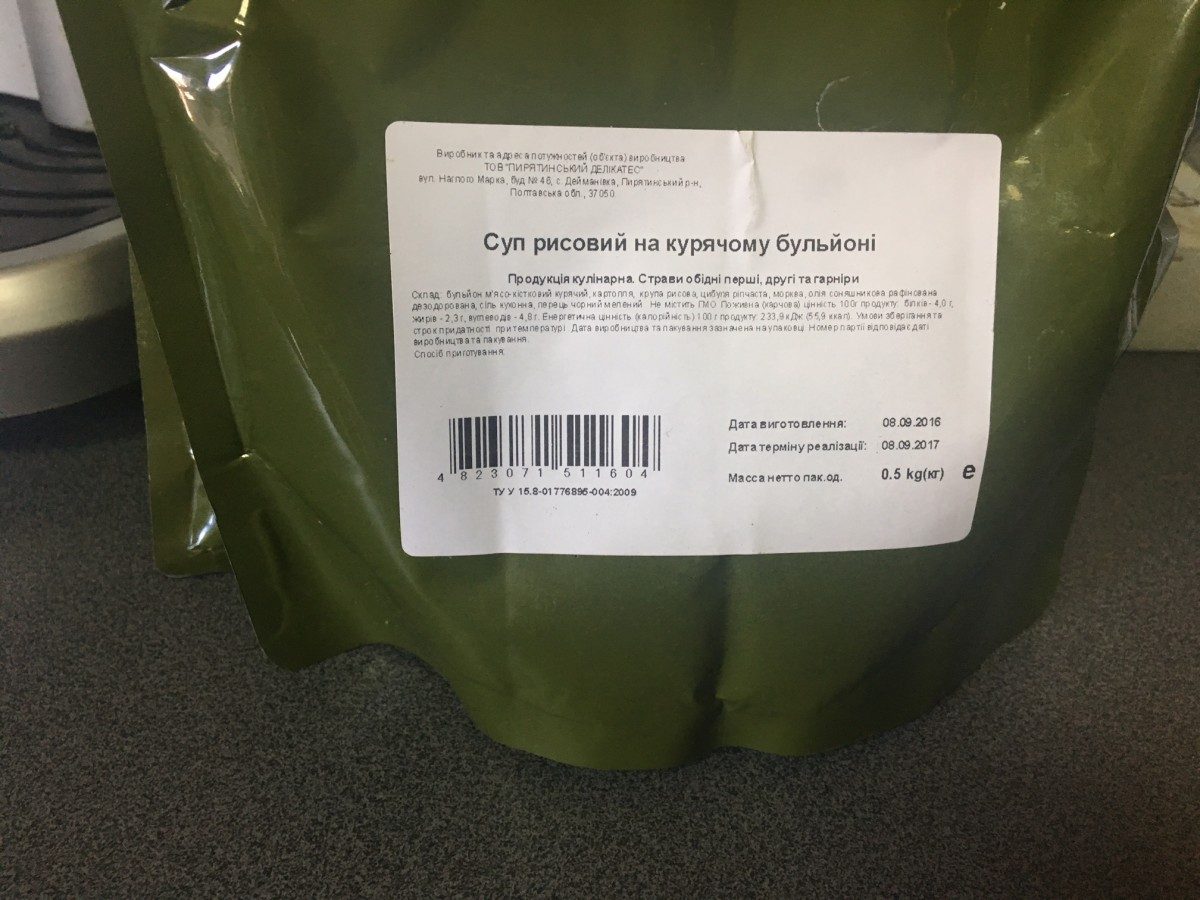 Виробник та адреса потужностей (об'єкта) виробництва
ТОВ "ПИРЯТИНСЬКИЙ ДЕЛІКАТЕС"
вул. Наглого Марка, буд № 46, с. Дейманівка, Пирятинський р-н,
Полтавська обл., 37050.
Суп рисовий на курячому бульйоні
Продукція кулінарна. Страви обідні перші, другі та гарніри
Склад: бульйон м'ясо-кістковий курячий, картопля, крупа рисова, цибуля ріпчаста, морква, олія соняшникова рафінована
дезодорована, сіль кухонна, перець чорний мелений. Не містить ГМО. Поживна (харчова) цінність 100г продукту: білків- 4,0 г,
жирів - 2,3 г, вуглеводів - 4,8 г. Енергетична цінність (калорійність) 100 г продукту: 233,9 кДж (55,9 ккал). Умови зберігання та
строк придатності при температурі. Дата виробництва та пакування зазначена на упаковці. Номер партії відповідає даті
виробництва та пакування.
Спосіб приготування:
Дата виготовлення: 08.09.2016
Дата терміну реалізації: 08.09.2017
Масса нетто пак.од. 0.5 kg(кг) e
4 823071 511604
ТУ У 15.8-01776895-004:2009